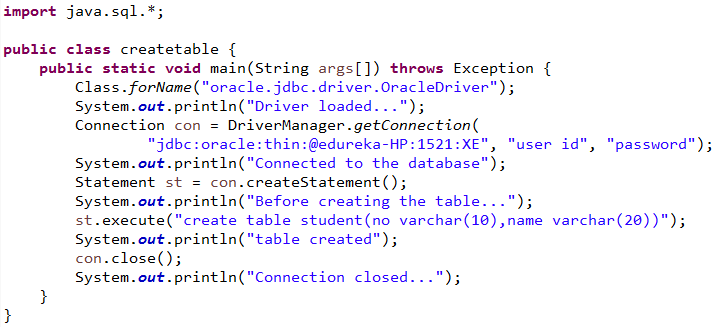 import java.sql.*;

public class createtable {
    public static void main(String args[]) throws Exception {
        Class.forName("oracle.jdbc.driver.OracleDriver");
        System.out.println("Driver loaded...");
        Connection con = DriverManager.getConnection(
                "jdbc:oracle:thin:@edureka-HP:1521:XE", "user id", "password");
        System.out.println("Connected to the database");
        Statement st = con.createStatement();
        System.out.println("Before creating the table...");
        st.execute("create table student(no varchar(10),name varchar(20))");
        System.out.println("table created");
        con.close();
        System.out.println("Connection closed...");
    }
}